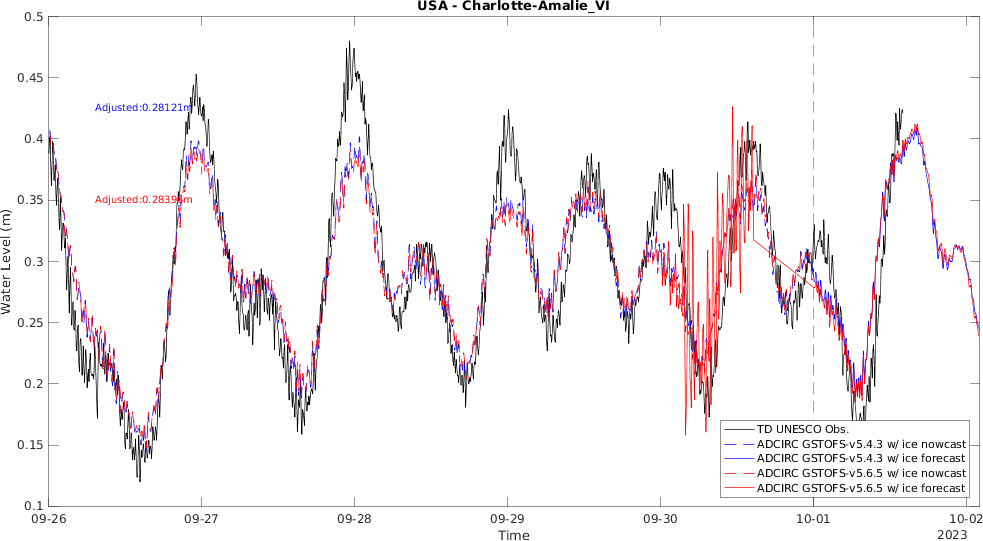 USA - Charlotte-Amalie_VI
0.5
0.45
0.4
0.35
0.3
0.25
0.2
0.15
0.1
Water Level (m)
Adjusted:0.28121m
TD UNESCO Obs.
ADCIRC GSTOFS-v5.4.3 w/ ice nowcast
ADCIRC GSTOFS-v5.4.3 w/ ice forecast
ADCIRC GSTOFS-v5.6.5 w/ ice nowcast
ADCIRC GSTOFS-v5.6.5 w/ ice forecast
09-26 09-27 09-28 09-29 09-30 10-01 10-02
Time
2023